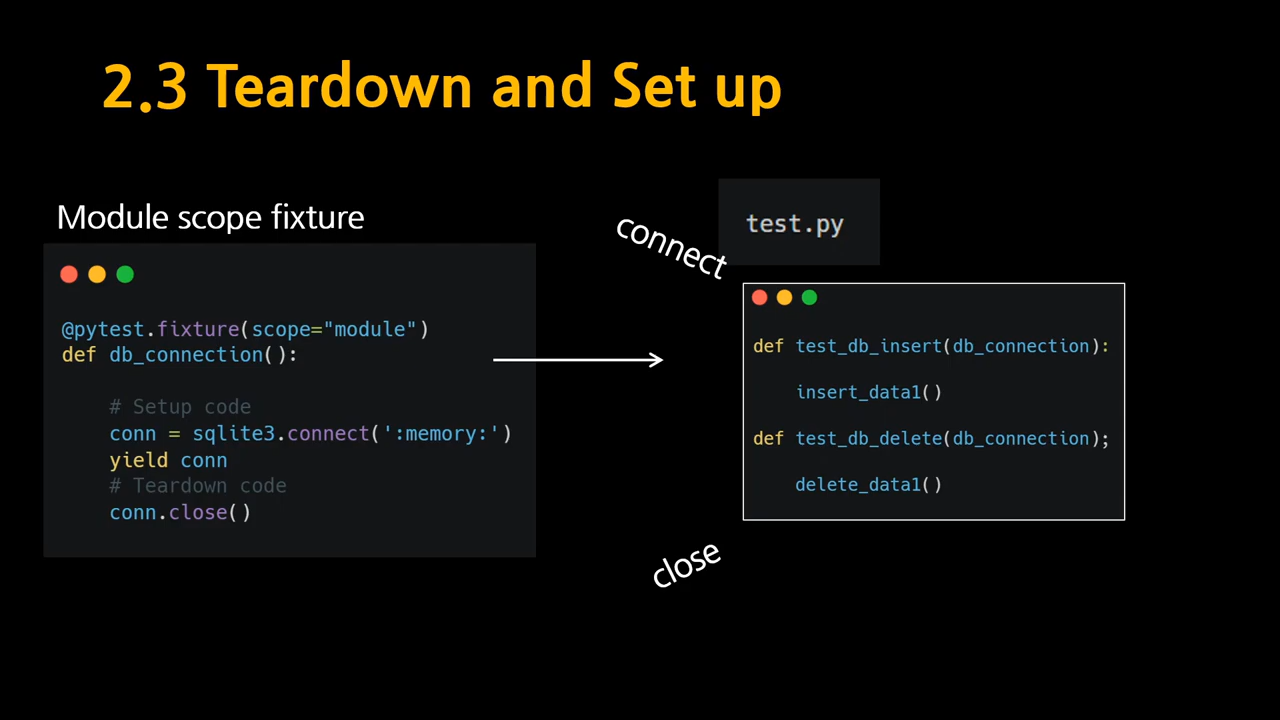 2.3 Teardown and Set up
Module scope fixture
@pytest.fixture(scope="module")
def db_connection():
# Setup code
conn = sqlite3.connect(':memory:')
yield conn
# Teardown code
conn.close()
connect
test.py
def test_db_insert(db_connection):
insert_data1()
def test_db_delete(db_connection);
delete_data1()
close